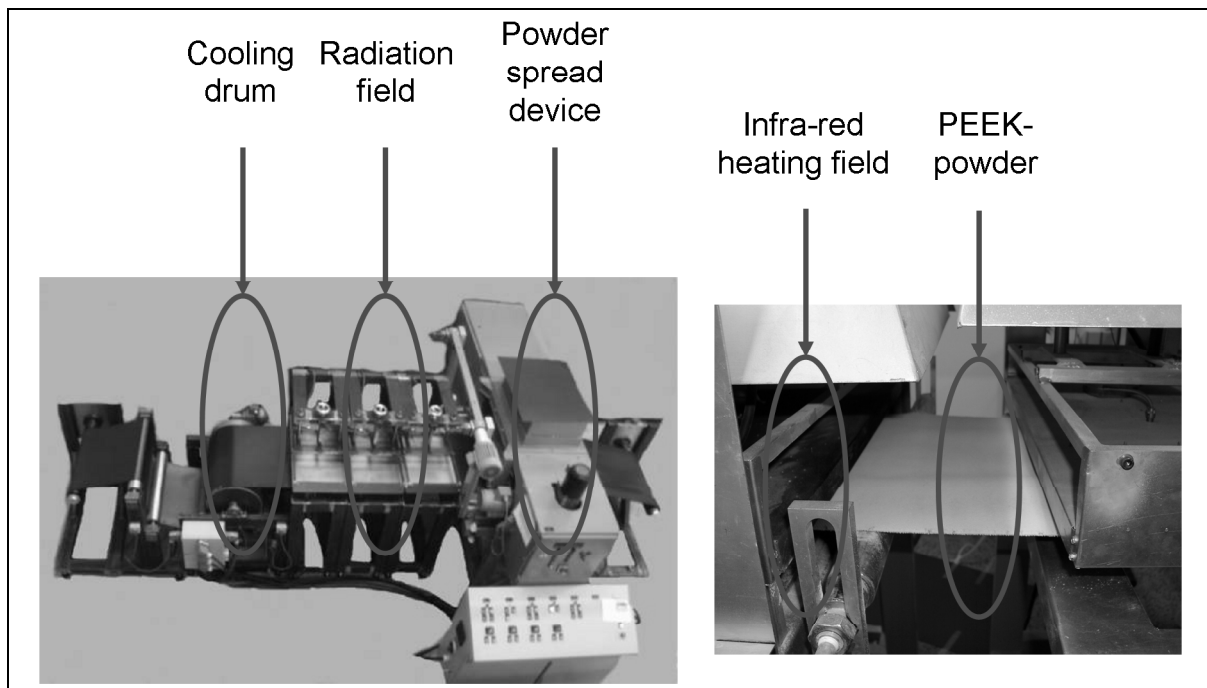 Cooling
drum
Radiation
field
Powder
spread
device
Infra-red
heating field
PEEK-
powder